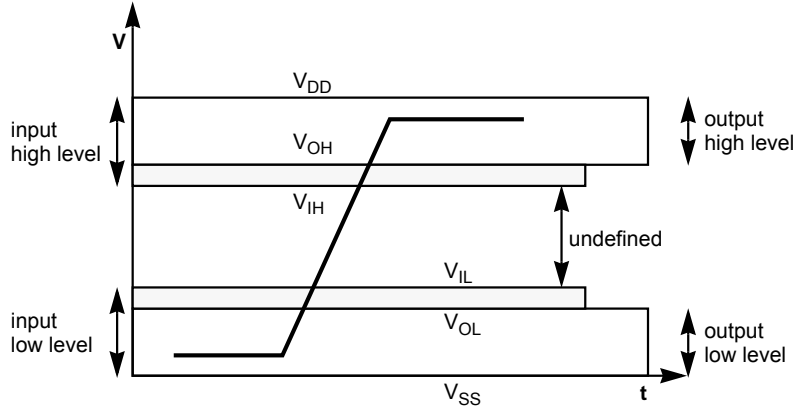 V
V_DD
input
high level
V_OH
output
high level
V_IH
undefined
V_IL
input
low level
V_OL
output
low level
V_SS
t